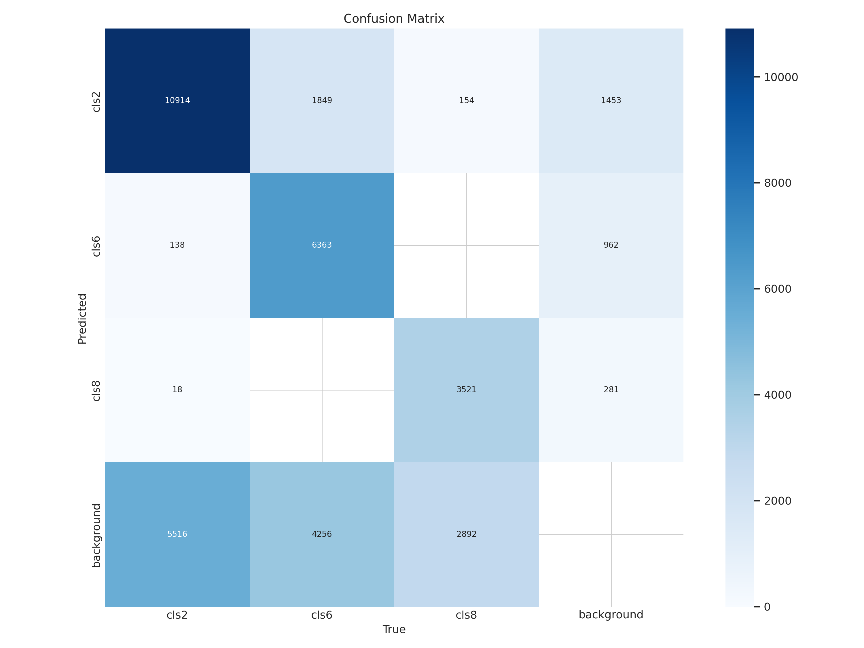 Confusion Matrix
cls2 10914 1849 154 1453
cls6 138 6363 962
cls8 18 3521 281
background 5516 4256 2892
cls2 cls6 cls8 background
True
Predicted
10000
8000
6000
4000
2000
0